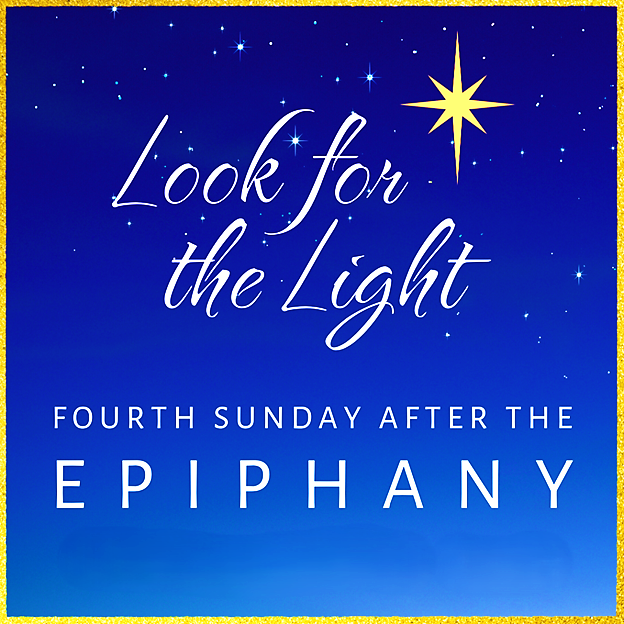 Look for
the Light
FOURTH SUNDAY AFTER THE
EPIPHANY